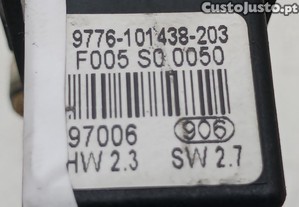 CustoJusto.pt
9776-101438-203
F005 S0 0050
97006 906
HW 2.3 SW 2.7